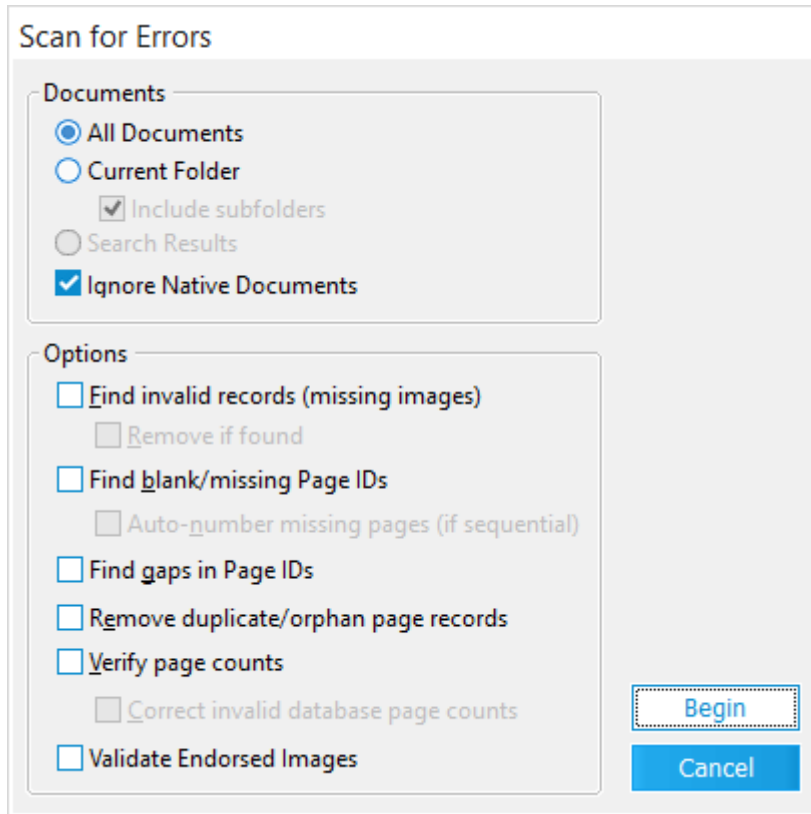 Scan for Errors
Documents
All Documents
Current Folder
Include subfolders
Search Results
Ignore Native Documents
Options
Find invalid records (missing images)
Remove if found
Find blank/missing Page IDs
Auto-number missing pages (if sequential)
Find gaps in Page IDs
Remove duplicate/orphan page records
Verify page counts
Correct invalid database page counts
Validate Endorsed Images
Begin
Cancel